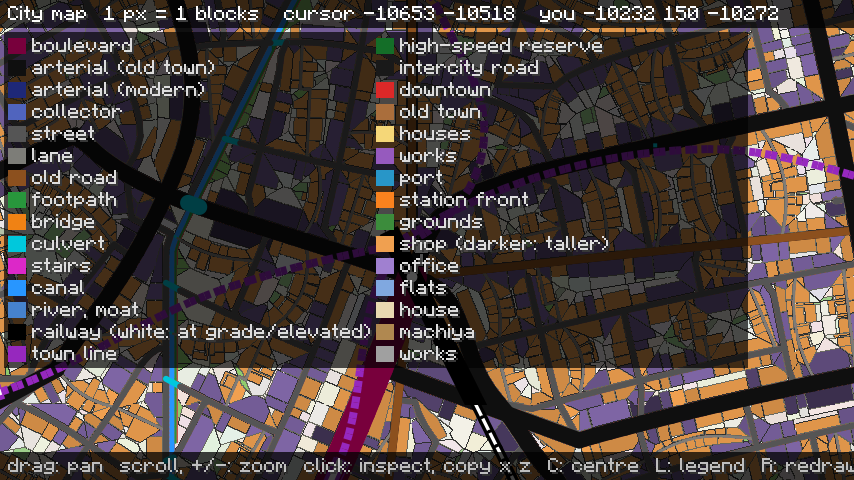 City map 1 px = 1 blocks cursor -10653 -10518 you -10232 150 -10272
boulevard
arterial (old town)
arterial (modern)
collector
street
lane
old road
footpath
bridge
culvert
stairs
canal
river, moat
railway (white: at grade/elevated)
town line
high-speed reserve
intercity road
downtown
old town
houses
works
port
station front
grounds
shop (darker: taller)
office
flats
house
machiya
works
drag: pan scroll, +/-: zoom click: inspect, copy x z C: centre L: legend R: redraw